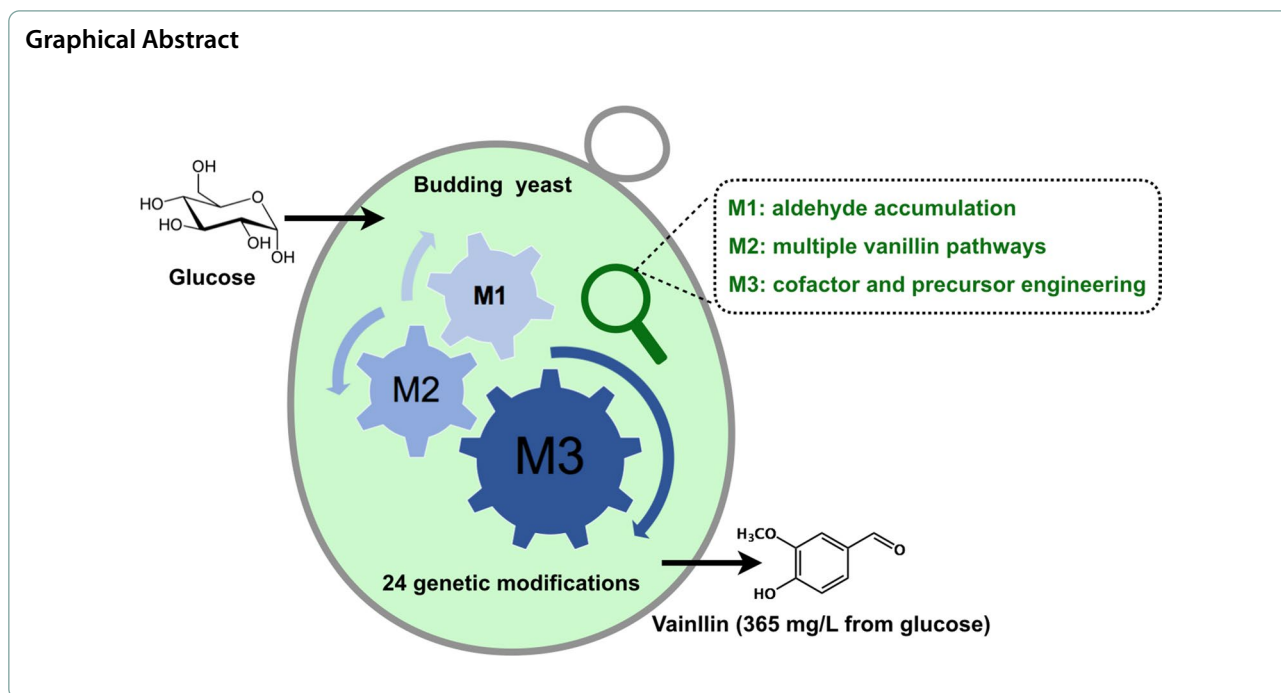 Graphical Abstract
OH
HO
O
HO
OH
OH
Glucose
Budding yeast
M1
M2
M3
24 genetic modifications
M1: aldehyde accumulation
M2: multiple vanillin pathways
M3: cofactor and precursor engineering
H₃CO
O
HO
Vainllin (365 mg/L from glucose)